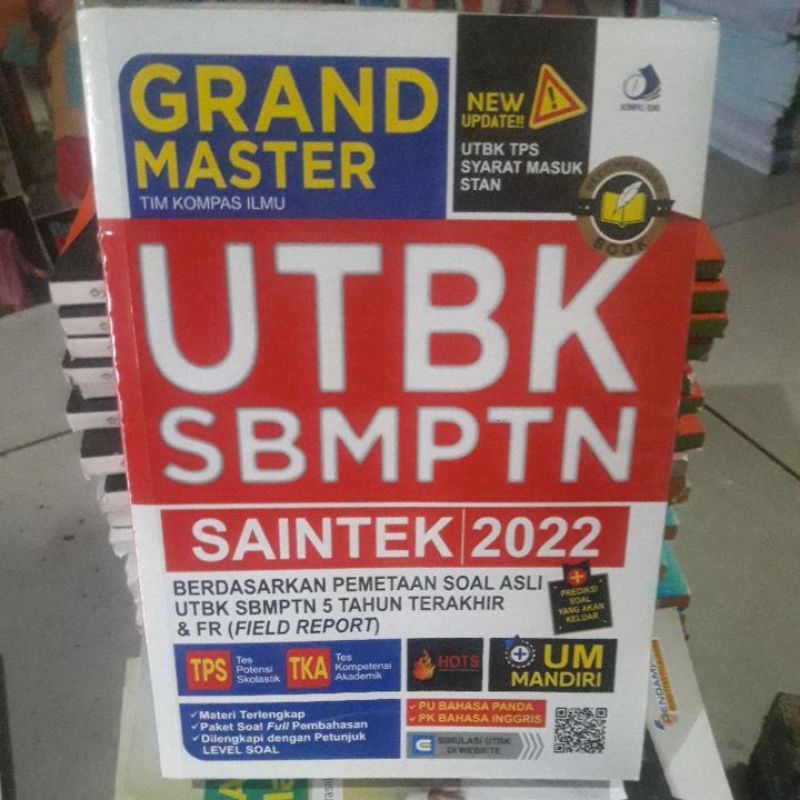 GRAND
MASTER
TIM KOMPAS ILMU
NEW
UPDATE!!
UTBK TPS
SYARAT MASUK
STAN
KOMPAS ILMU
BOOK
UTBK
SBMPTN
SAINTEK 2022
BERDASARKAN PEMETAAN SOAL ASLI
UTBK SBMPTN 5 TAHUN TERAKHIR
& FR (FIELD REPORT)
+
PREDIKSI
SOAL
YANG AKAN
KELUAR
TPS
Tes
Potensi
Skolastik
TKA
Tes
Kompetensi
Akademik
HOTS
+ UM
MANDIRI
✓ Materi Terlengkap
✓ Paket Soal Full Pembahasan
✓ Dilengkapi dengan Petunjuk
LEVEL SOAL
✓ PU BAHASA PANDA
✓ PK BAHASA INGGRIS
SIMULASI UTBK
DI WEBSITE